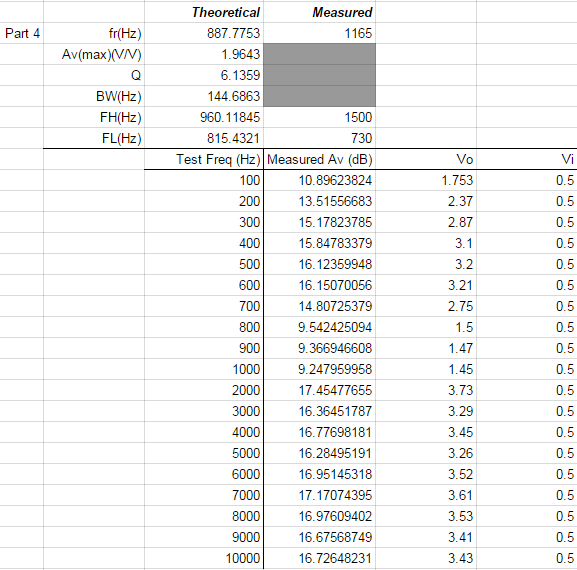 Theoretical Measured
Part 4 fr(Hz) 887.7753 1165
Av(max)(V/V) 1.9643
Q 6.1359
BW(Hz) 144.6863
FH(Hz) 960.11845 1500
FL(Hz) 815.4321 730
Test Freq (Hz) Measured Av (dB) Vo Vi
100 10.89623824 1.753 0.5
200 13.51556683 2.37 0.5
300 15.17823785 2.87 0.5
400 15.84783379 3.1 0.5
500 16.12359948 3.2 0.5
600 16.15070056 3.21 0.5
700 14.80725379 2.75 0.5
800 9.542425094 1.5 0.5
900 9.366946608 1.47 0.5
1000 9.247959958 1.45 0.5
2000 17.45477655 3.73 0.5
3000 16.36451787 3.29 0.5
4000 16.77698181 3.45 0.5
5000 16.28495191 3.26 0.5
6000 16.95145318 3.52 0.5
7000 17.17074395 3.61 0.5
8000 16.97609402 3.53 0.5
9000 16.67568749 3.41 0.5
10000 16.72648231 3.43 0.5